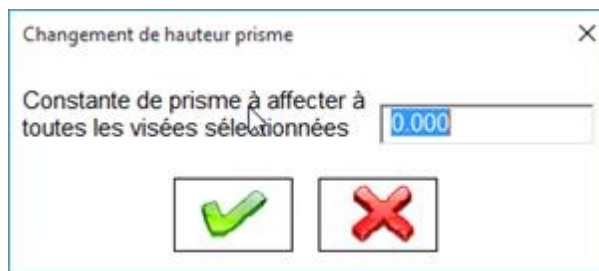 Changement de hauteur prisme
Constante de prisme à affecter à
toutes les visées sélectionnées
0.000